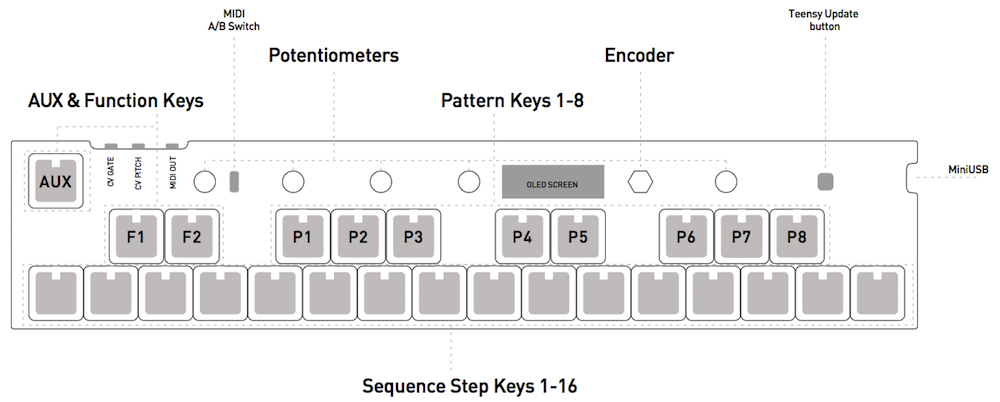 MIDI
A/B Switch
Teensy Update
button
Potentiometers
Encoder
AUX & Function Keys
Pattern Keys 1-8
AUX
CV GATE
CV PITCH
MIDI OUT
OLED SCREEN
MiniUSB
F1
F2
P1
P2
P3
P4
P5
P6
P7
P8
Sequence Step Keys 1-16